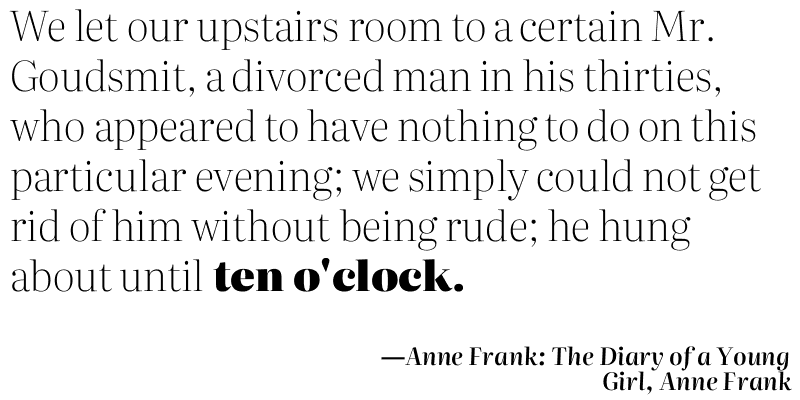 We let our upstairs room to a certain Mr.
Goudsmit, a divorced man in his thirties,
who appeared to have nothing to do on this
particular evening; we simply could not get
rid of him without being rude; he hung
about until ten o'clock.
—Anne Frank: The Diary of a Young
Girl, Anne Frank